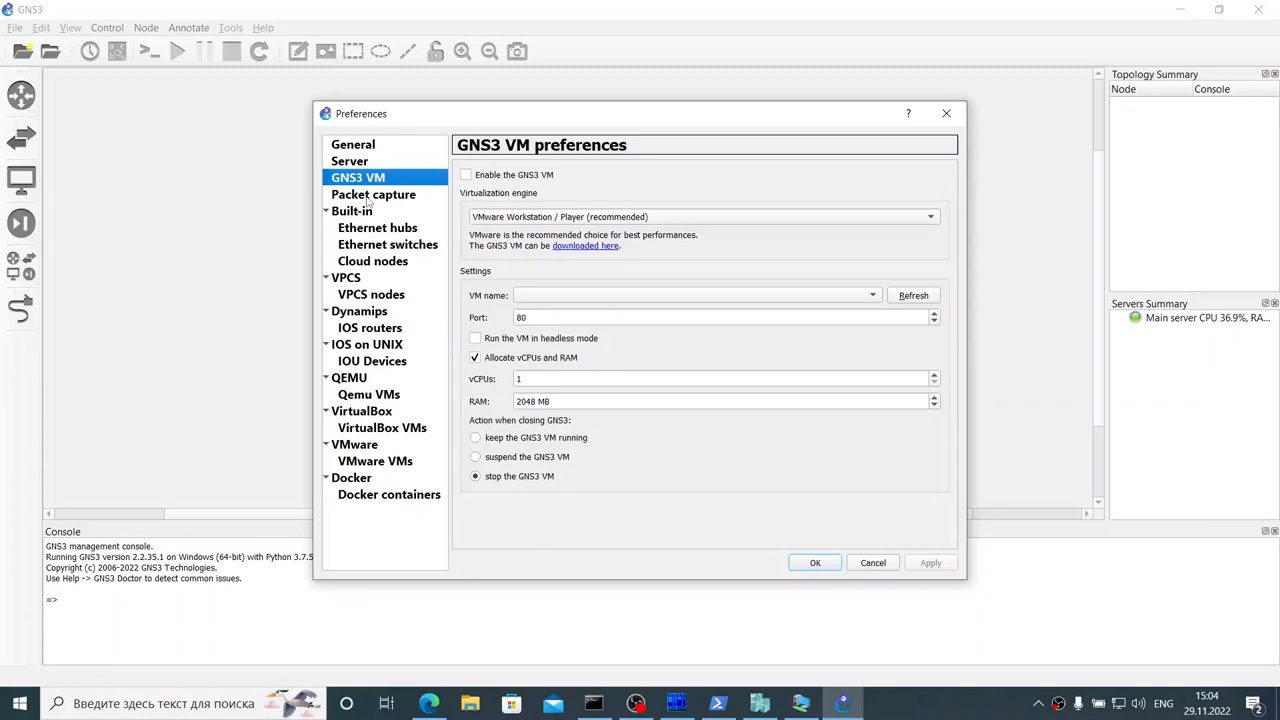 GNS3
File Edit View Control Node Annotate Tools Help
Topology Summary
Node Console
Preferences
?
General
Server
GNS3 VM
Packet capture
Built-in
Ethernet hubs
Ethernet switches
Cloud nodes
VPCS
VPCS nodes
Dynamips
IOS routers
IOS on UNIX
IOU Devices
QEMU
Qemu VMs
VirtualBox
VirtualBox VMs
VMware
VMware VMs
Docker
Docker containers
GNS3 VM preferences
Enable the GNS3 VM
Virtualization engine
VMware Workstation / Player (recommended)
VMware is the recommended choice for best performances.
The GNS3 VM can be downloaded here.
Settings
VM name: Refresh
Port: 80
Run the VM in headless mode
Allocate vCPUs and RAM
vCPUs: 1
RAM: 2048 MB
Action when closing GNS3:
keep the GNS3 VM running
suspend the GNS3 VM
stop the GNS3 VM
OK Cancel Apply
Servers Summary
Main server CPU 36.9%, RA...
Console
GNS3 management console.
Running GNS3 version 2.2.35.1 on Windows (64-bit) with Python 3.7.5
Copyright (c) 2006-2022 GNS3 Technologies.
Use Help -> GNS3 Doctor to detect common issues.
=>
Введите здесь текст для поиска
ENG
15:04
29.11.2022
2